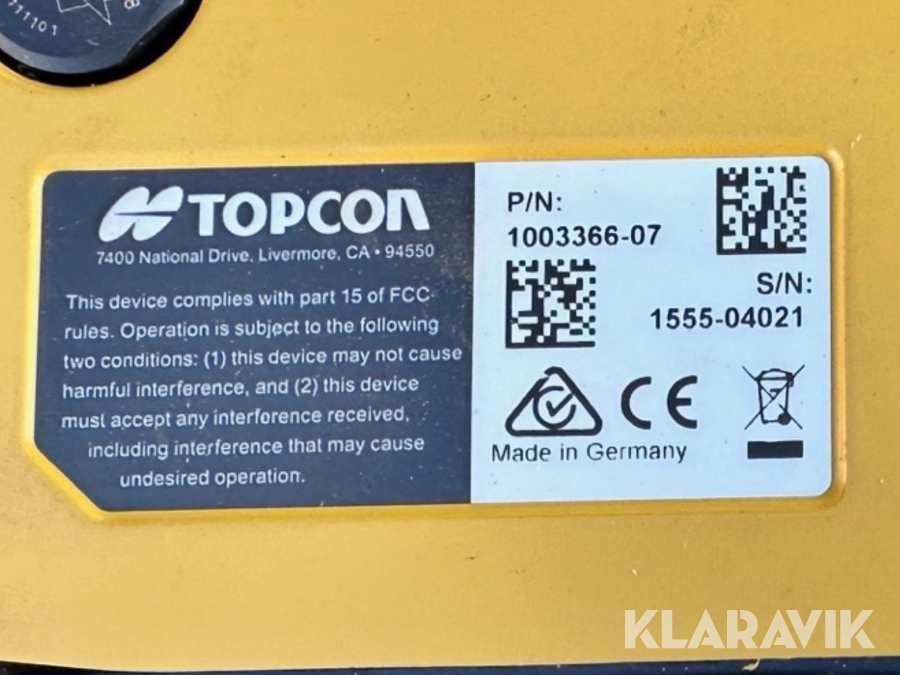 11101
8
TOPCON
7400 National Drive, Livermore, CA • 94550
This device complies with part 15 of FCC
rules. Operation is subject to the following
two conditions: (1) this device may not cause
harmful interference, and (2) this device
must accept any interference received,
including interference that may cause
undesired operation.
P/N:
1003366-07
S/N:
1555-04021
CE
Made in Germany
KLARAVIK